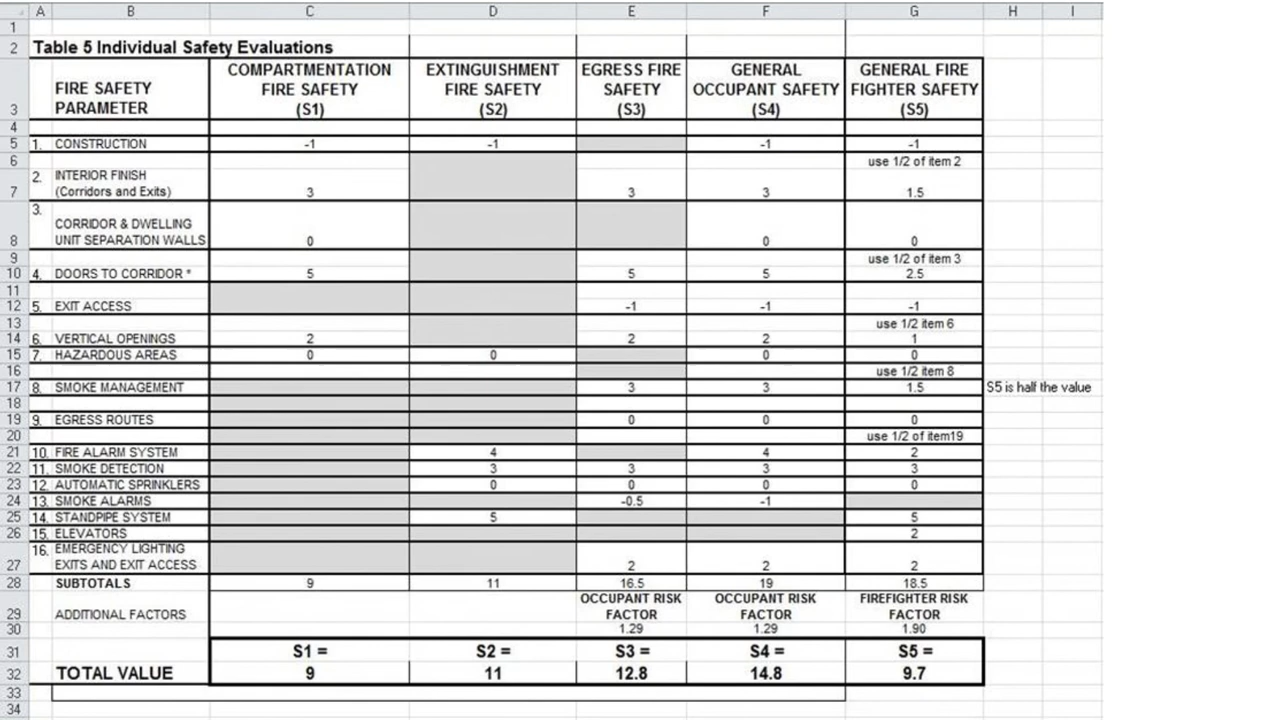 A B C D E F G H I
1
2 Table 5 Individual Safety Evaluations
COMPARTMENTATION EXTINGUISHMENT EGRESS FIRE GENERAL GENERAL FIRE
FIRE SAFETY FIRE SAFETY FIRE SAFETY SAFETY OCCUPANT SAFETY FIGHTER SAFETY
3 PARAMETER (S1) (S2) (S3) (S4) (S5)
4
5 1. CONSTRUCTION -1 -1 -1 -1
6 use 1/2 of item 2
2. INTERIOR FINISH
7 (Corridors and Exits) 3 3 3 1.5
3.
CORRIDOR & DWELLING
8 UNIT SEPARATION WALLS 0 0 0
9 use 1/2 of item 3
10 4. DOORS TO CORRIDOR * 5 5 5 2.5
11
12 5. EXIT ACCESS -1 -1 -1
13 use 1/2 item 6
14 6. VERTICAL OPENINGS 2 2 2 1
15 7. HAZARDOUS AREAS 0 0 0 0
16 use 1/2 item 8
17 8. SMOKE MANAGEMENT 3 3 1.5 S5 is half the value
18
19 9. EGRESS ROUTES 0 0 0
20 use 1/2 of item19
21 10. FIRE ALARM SYSTEM 4 4 2
22 11. SMOKE DETECTION 3 3 3 3
23 12. AUTOMATIC SPRINKLERS 0 0 0 0
24 13. SMOKE ALARMS -0.5 -1
25 14. STANDPIPE SYSTEM 5 5
26 15. ELEVATORS 2
16. EMERGENCY LIGHTING
27 EXITS AND EXIT ACCESS 2 2 2
28 SUBTOTALS 9 11 16.5 19 18.5
OCCUPANT RISK OCCUPANT RISK FIREFIGHTER RISK
29 ADDITIONAL FACTORS FACTOR FACTOR FACTOR
30 1.29 1.29 1.90
31 S1 = S2 = S3 = S4 = S5 =
32 TOTAL VALUE 9 11 12.8 14.8 9.7
33
34